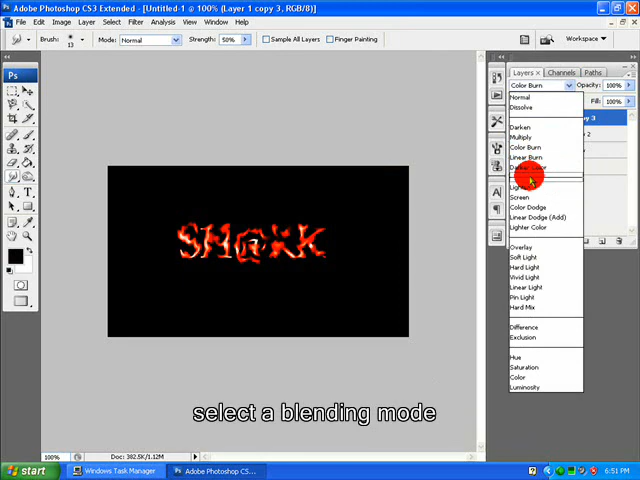 Adobe Photoshop CS3 Extended - [Untitled-1 @ 100% (Layer 1 copy 3, RGB/8)]
File Edit Image Layer Select Filter Analysis View Window Help
Brush: 13 Mode: Normal Strength: 50% Sample All Layers Finger Painting Workspace
Ps
Layers x Channels Paths
Color Burn Opacity: 100%
Fill: 100%
Normal
Dissolve
Darken
Multiply
Color Burn
Linear Burn
Darker Color
Screen
Color Dodge
Linear Dodge (Add)
Lighter Color
Overlay
Soft Light
Hard Light
Vivid Light
Linear Light
Pin Light
Hard Mix
Difference
Exclusion
Hue
Saturation
Color
Luminosity
select a blending mode
100% Doc: 382.5K/1.12M
start Windows Task Manager Adobe Photoshop CS... 6:51 PM